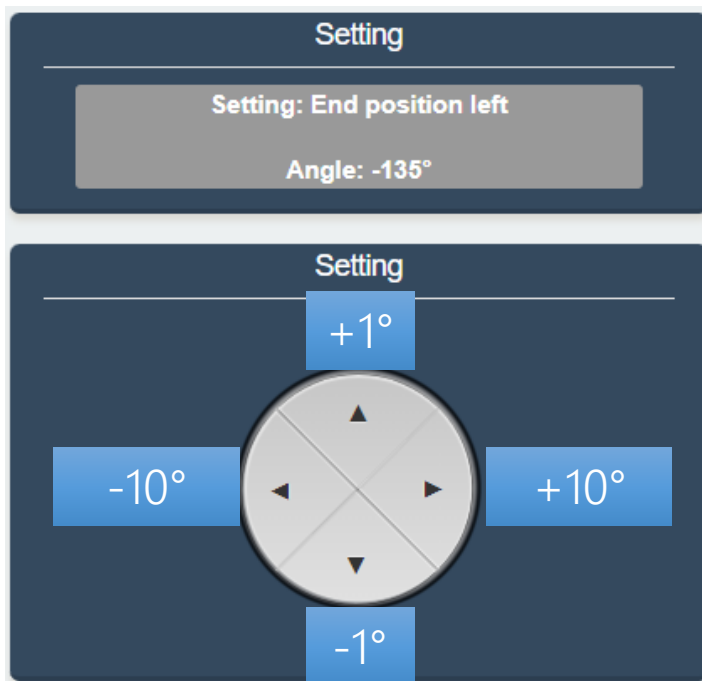 Setting
Setting: End position left
Angle: -135°
Setting
+1°
-10°
+10°
-1°